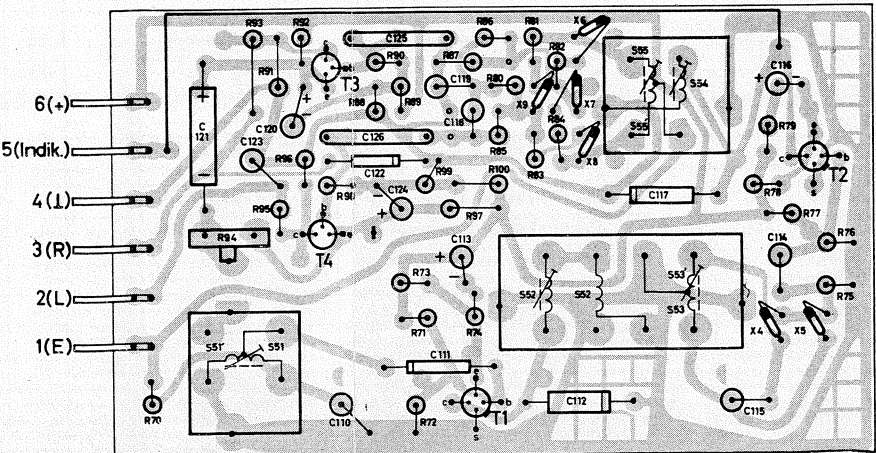 R93
R92
C125
R86
R81
X6
R82
R91
T3
R90
R87
C119
R80
S55
S54
C116
+
-
6(+)
+
C
121
C120
+
-
R88
R89
C118
X9
X7
R84
S55
R79
5(Indik.)
C123
R96
C126
C122
R85
X8
R83
c
b
T2
4(⊥)
R98
C124
-
+
R99
R100
C117
R78
R95
R97
R77
3(R)
R94
c
T4
C113
+
-
C114
R76
2(L)
R73
S52
S52
S53'
S53
R75
1(E)
S51'
S51
R71
R74
X4
X5
C111
R70
C110
R72
c
b
s
T1
C112
C115